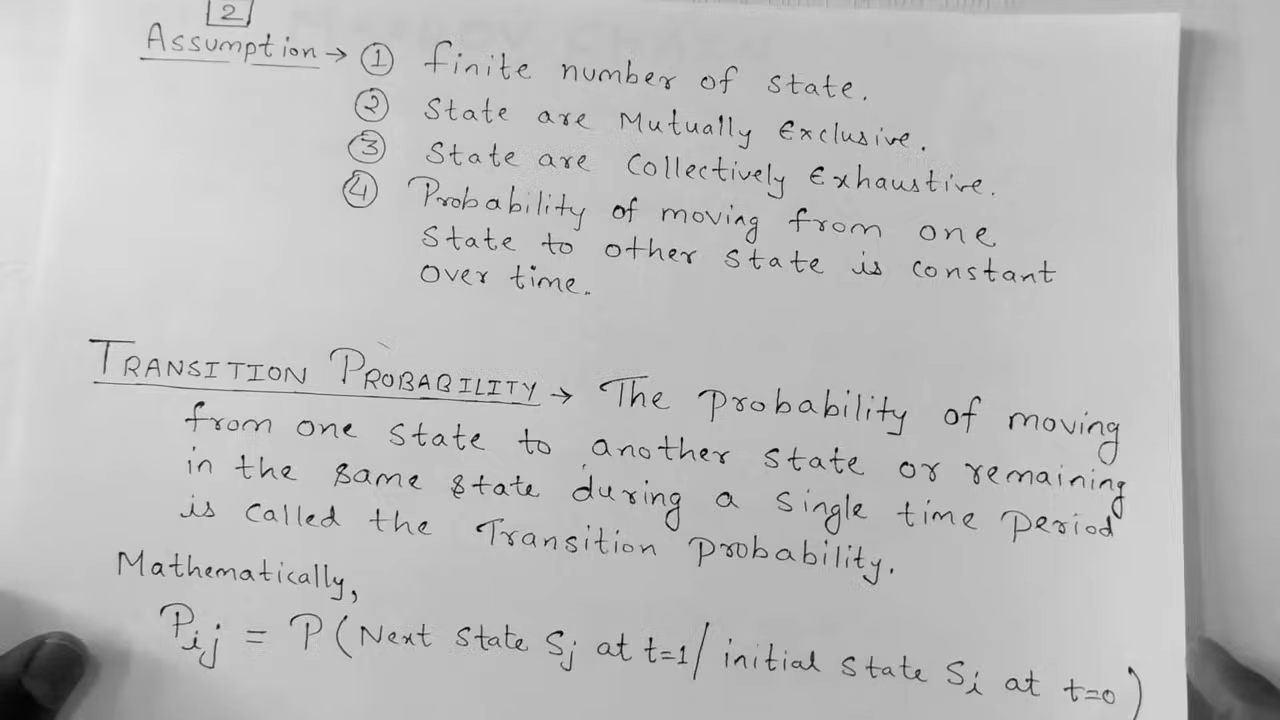 2
Assumption → ① finite number of state.
② State are Mutually Exclusive.
③ State are Collectively Exhaustive.
④ Probability of moving from one
State to other state is constant
over time.
TRANSITION PROBABILITY → The probability of moving
from one state to another state or remaining
in the same state during a single time period
is called the Transition probability.
Mathematically,
Pij = P(Next State Sj at t=1/initial state Si at t=0)